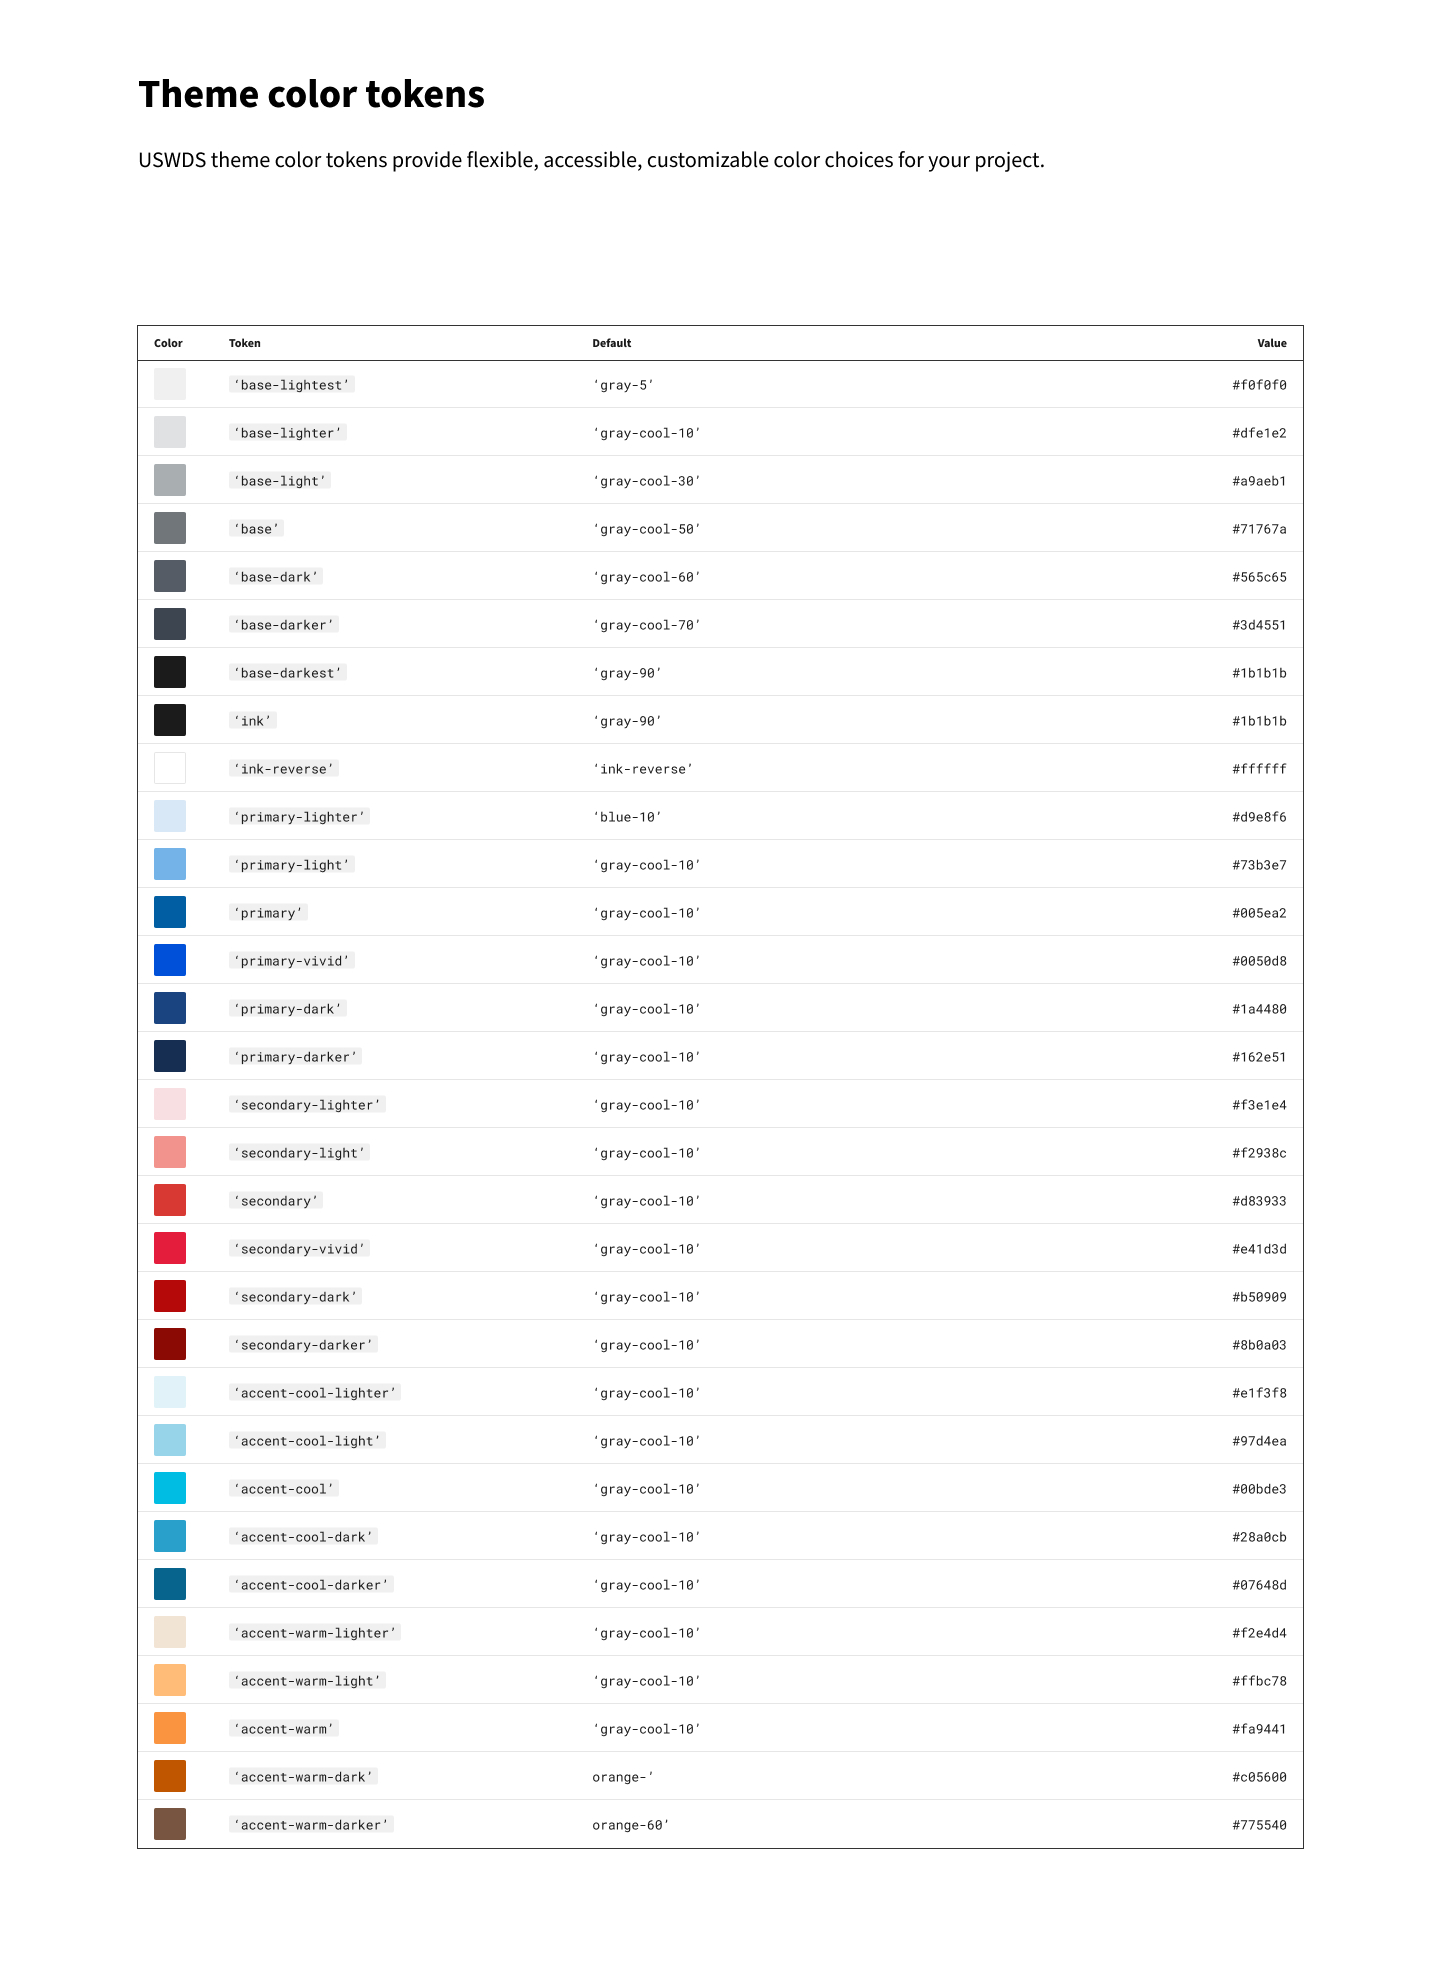 Theme color tokens
USWDS theme color tokens provide flexible, accessible, customizable color choices for your project.
Color Token Default Value
‘base-lightest’ ‘gray-5’ #f0f0f0
‘base-lighter’ ‘gray-cool-10’ #dfe1e2
‘base-light’ ‘gray-cool-30’ #a9aeb1
‘base’ ‘gray-cool-50’ #71767a
‘base-dark’ ‘gray-cool-60’ #565c65
‘base-darker’ ‘gray-cool-70’ #3d4551
‘base-darkest’ ‘gray-90’ #1b1b1b
‘ink’ ‘gray-90’ #1b1b1b
‘ink-reverse’ ‘ink-reverse’ #ffffff
‘primary-lighter’ ‘blue-10’ #d9e8f6
‘primary-light’ ‘gray-cool-10’ #73b3e7
‘primary’ ‘gray-cool-10’ #005ea2
‘primary-vivid’ ‘gray-cool-10’ #0050d8
‘primary-dark’ ‘gray-cool-10’ #1a4480
‘primary-darker’ ‘gray-cool-10’ #162e51
‘secondary-lighter’ ‘gray-cool-10’ #f3e1e4
‘secondary-light’ ‘gray-cool-10’ #f2938c
‘secondary’ ‘gray-cool-10’ #d83933
‘secondary-vivid’ ‘gray-cool-10’ #e41d3d
‘secondary-dark’ ‘gray-cool-10’ #b50909
‘secondary-darker’ ‘gray-cool-10’ #8b0a03
‘accent-cool-lighter’ ‘gray-cool-10’ #e1f3f8
‘accent-cool-light’ ‘gray-cool-10’ #97d4ea
‘accent-cool’ ‘gray-cool-10’ #00bde3
‘accent-cool-dark’ ‘gray-cool-10’ #28a0cb
‘accent-cool-darker’ ‘gray-cool-10’ #07648d
‘accent-warm-lighter’ ‘gray-cool-10’ #f2e4d4
‘accent-warm-light’ ‘gray-cool-10’ #ffbc78
‘accent-warm’ ‘gray-cool-10’ #fa9441
‘accent-warm-dark’ orange-’ #c05600
‘accent-warm-darker’ orange-60’ #775540